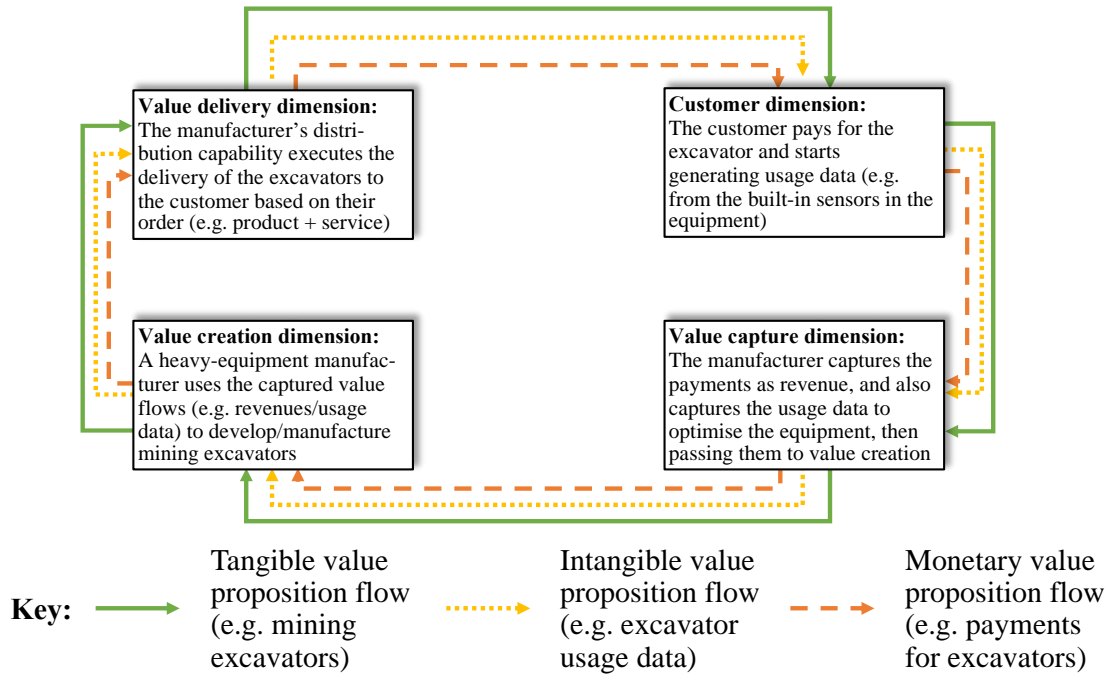 Value delivery dimension:
The manufacturer's distri-
bution capability executes the
delivery of the excavators to
the customer based on their
order (e.g. product + service)
Customer dimension:
The customer pays for the
excavator and starts
generating usage data (e.g.
from the built-in sensors in the
equipment)
Value creation dimension:
A heavy-equipment manufac-
turer uses the captured value
flows (e.g. revenues/usage
data) to develop/manufacture
mining excavators
Value capture dimension:
The manufacturer captures the
payments as revenue, and also
captures the usage data to
optimise the equipment, then
passing them to value creation
Key:
Tangible value
proposition flow
(e.g. mining
excavators)
Intangible value
proposition flow
(e.g. excavator
usage data)
Monetary value
proposition flow
(e.g. payments
for excavators)